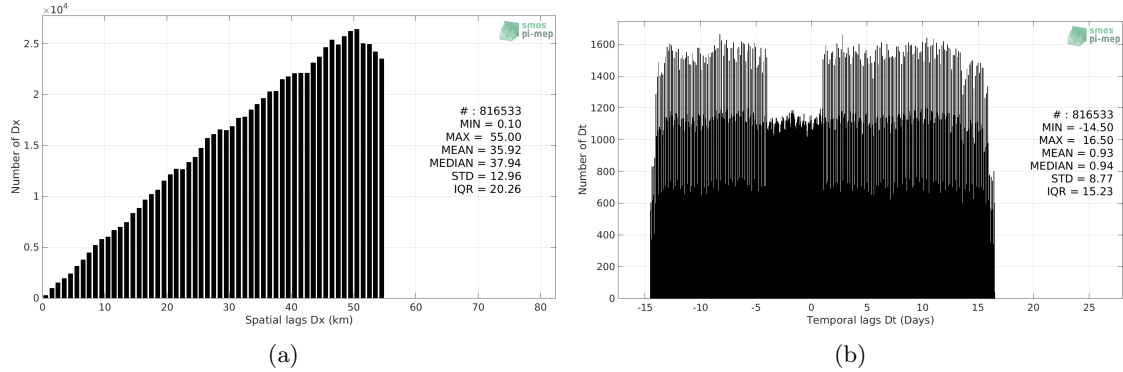 ×10⁴
2.5
2
1.5
1
0.5
0
0 10 20 30 40 50 60 70 80
Number of Dx
Spatial lags Dx (km)
smos
pi-mep
# : 816533
MIN = 0.10
MAX = 55.00
MEAN = 35.92
MEDIAN = 37.94
STD = 12.96
IQR = 20.26
(a)
1600
1400
1200
1000
800
600
400
200
0
-15 -10 -5 0 5 10 15 20 25
Number of Dt
Temporal lags Dt (Days)
smos
pi-mep
# : 816533
MIN = -14.50
MAX = 16.50
MEAN = 0.93
MEDIAN = 0.94
STD = 8.77
IQR = 15.23
(b)